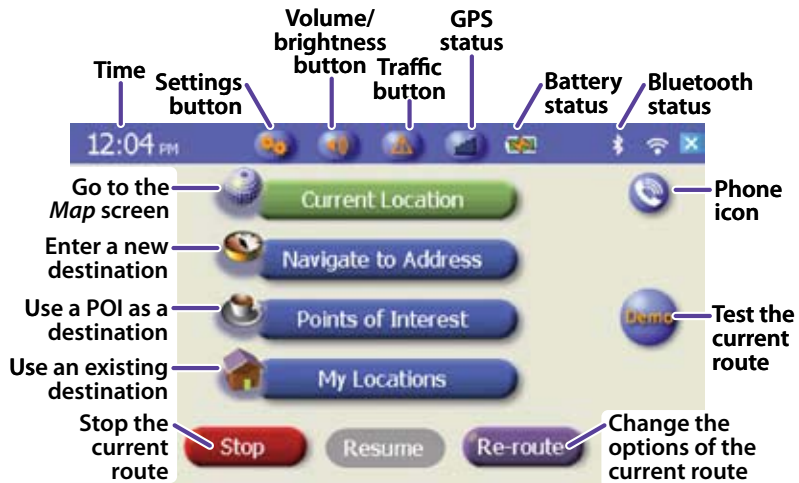 Time
Settings
button
Volume/
brightness
button
Traffic
button
GPS
status
Battery
status
Bluetooth
status
12:04 PM
Go to the
Map screen
Current Location
Phone
icon
Enter a new
destination
Navigate to Address
Use a POI as a
destination
Points of Interest
Demo
Test the
current
route
Use an existing
destination
My Locations
Stop the
current
route
Stop
Resume
Re-route
Change the
options of the
current route